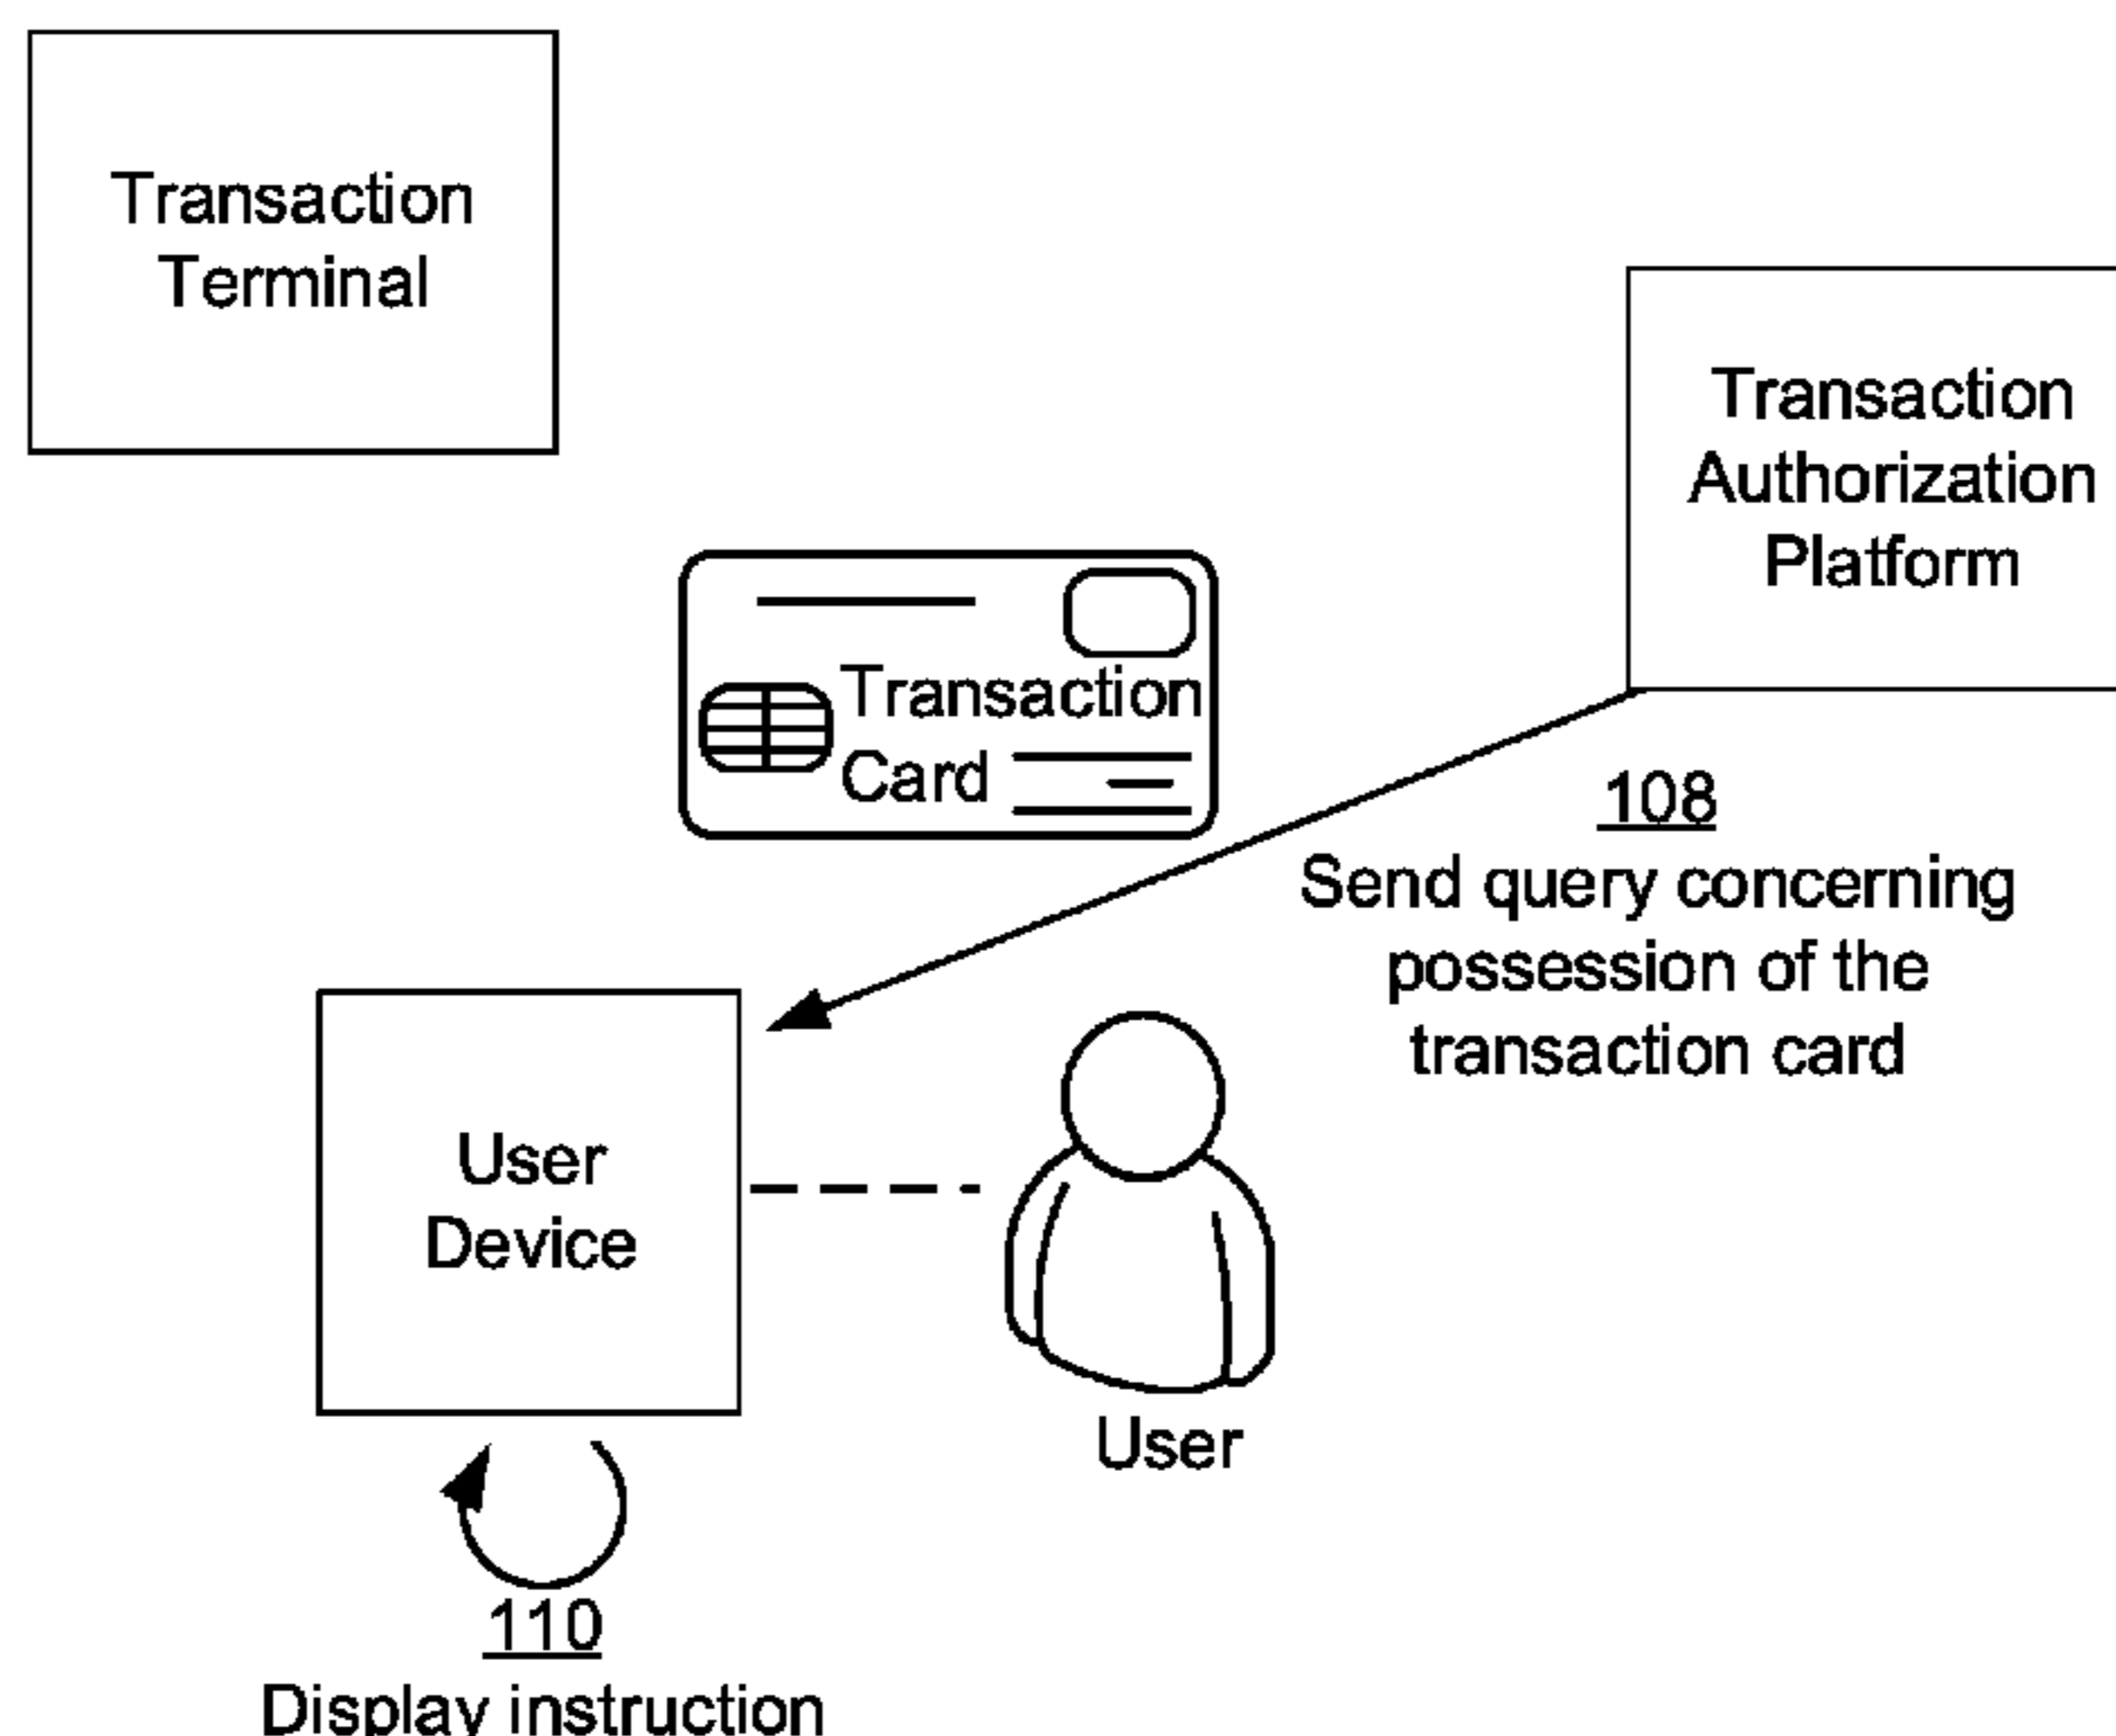 Transaction
Terminal
Transaction
Authorization
Platform
Transaction
Card
108
Send query concerning
possession of the
transaction card
User
Device
User
110
Display instruction